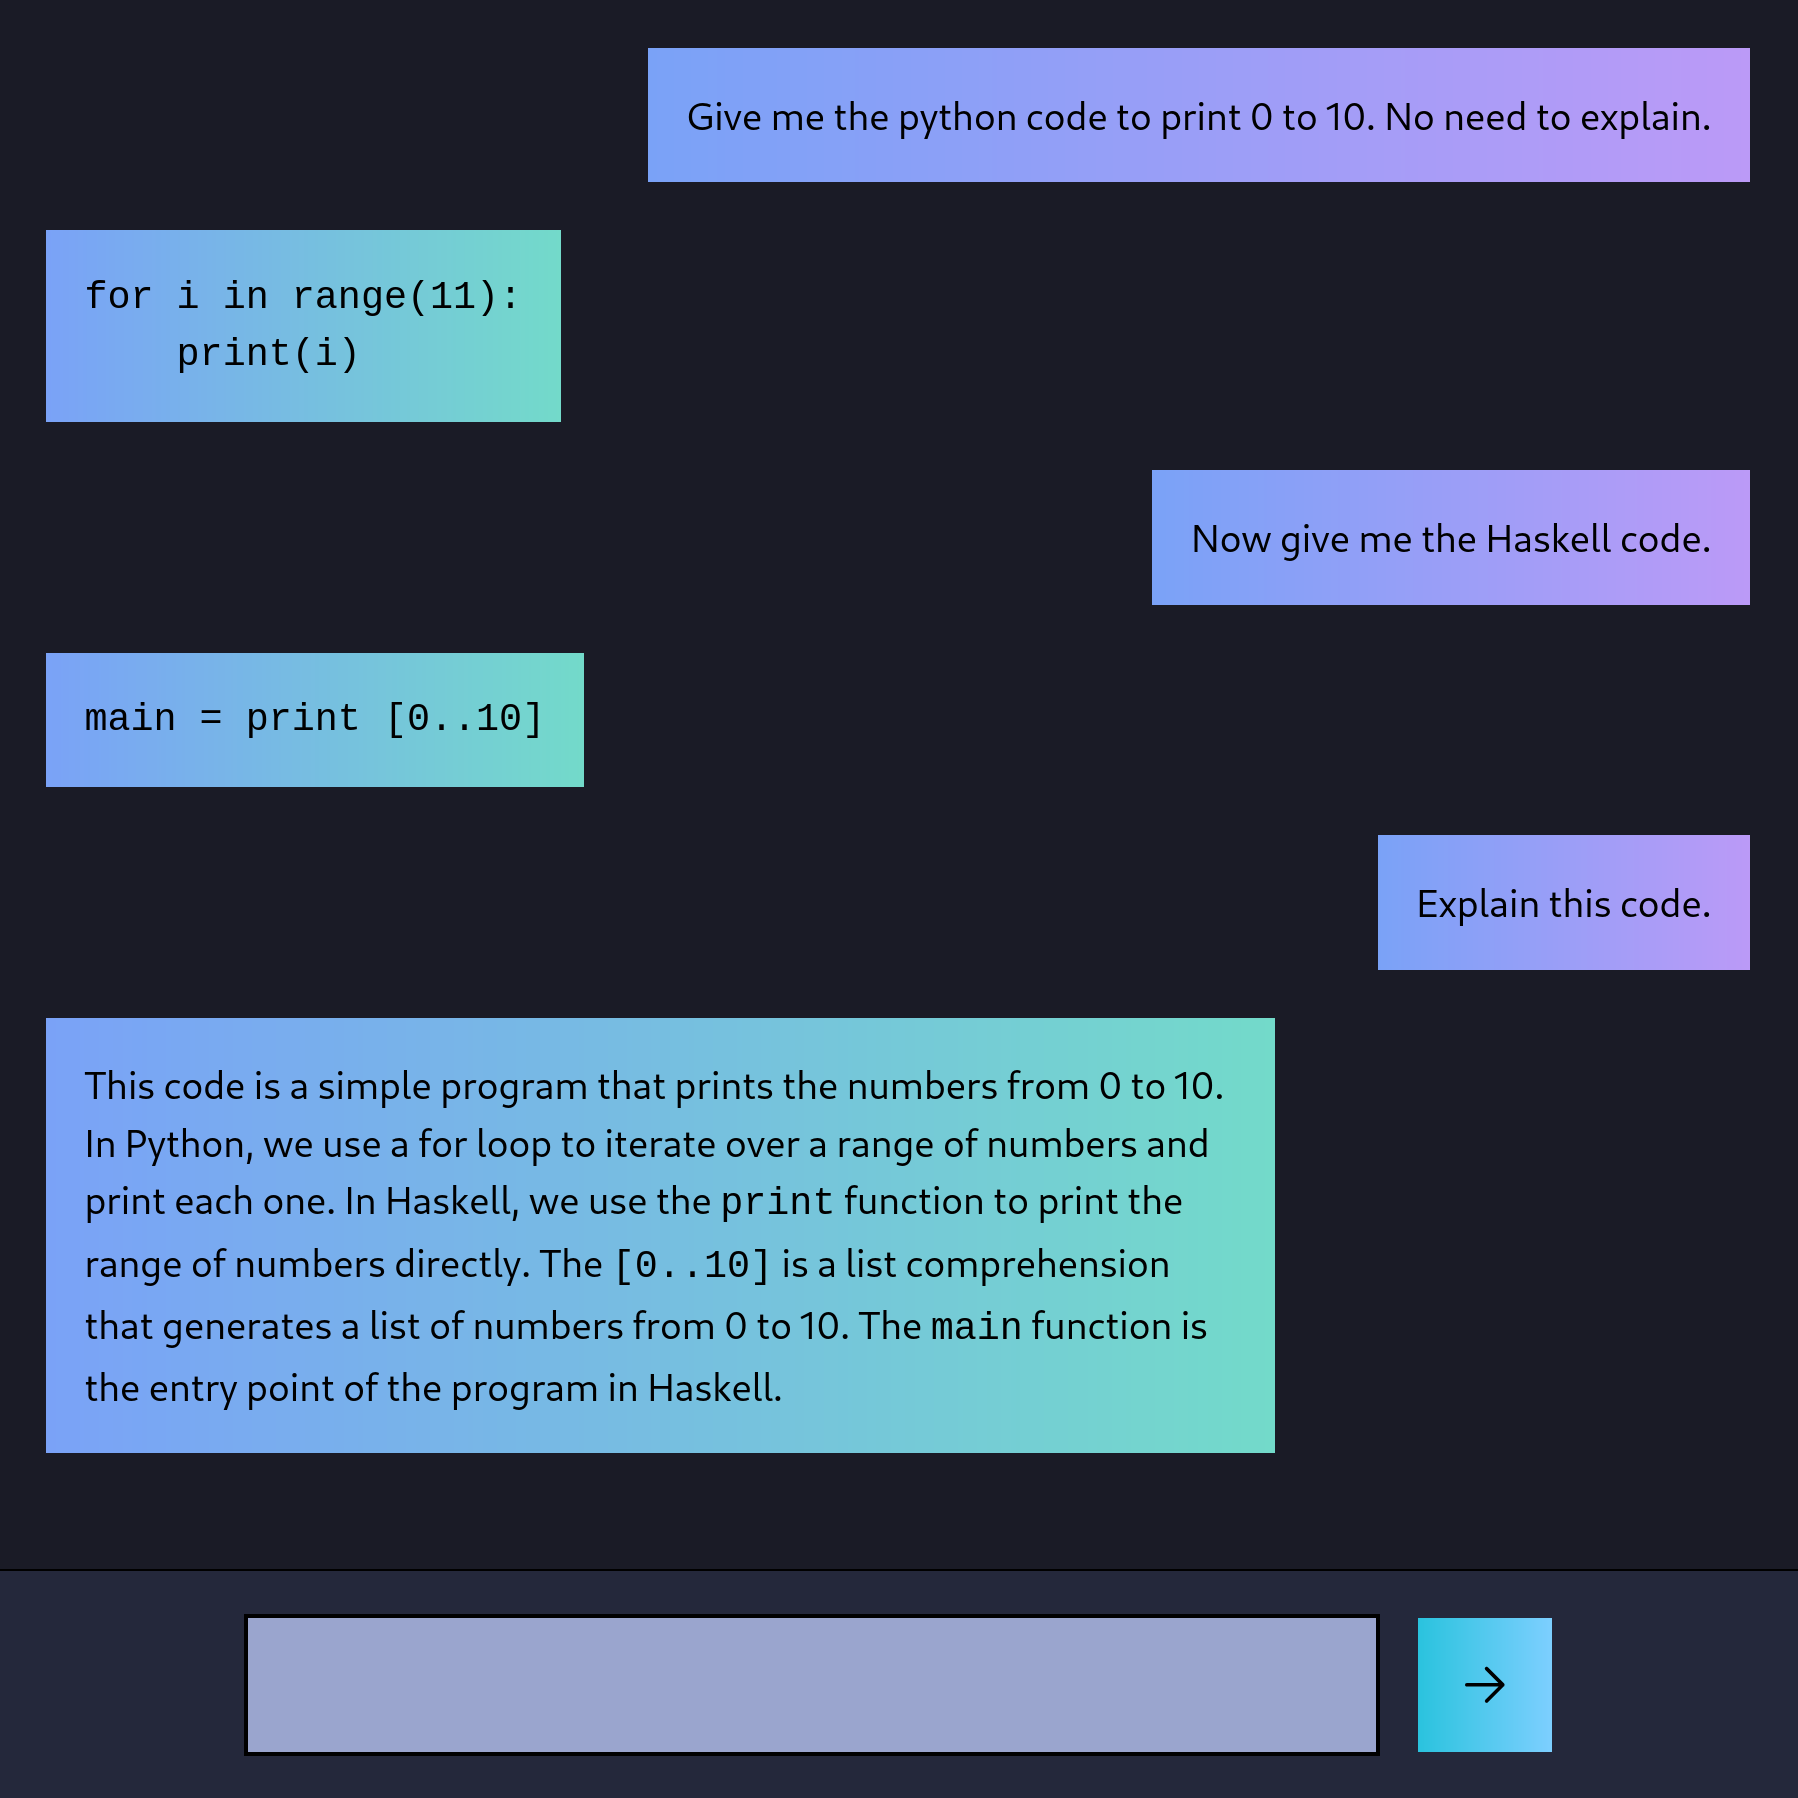 Give me the python code to print 0 to 10. No need to explain.
for i in range(11):
    print(i)
Now give me the Haskell code.
main = print [0..10]
Explain this code.
This code is a simple program that prints the numbers from 0 to 10.
In Python, we use a for loop to iterate over a range of numbers and
print each one. In Haskell, we use the print function to print the
range of numbers directly. The [0..10] is a list comprehension
that generates a list of numbers from 0 to 10. The main function is
the entry point of the program in Haskell.